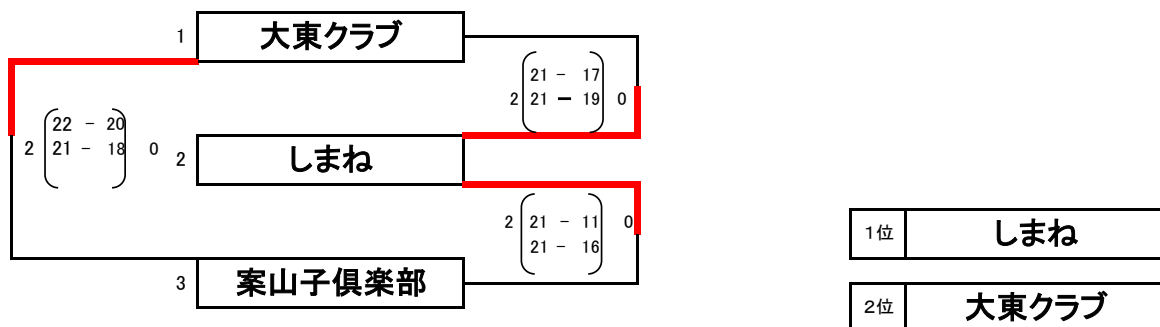 1 大東クラブ
21 － 17
2 21 － 19 0
22 － 20
2 21 － 18 0
2 しまね
2 21 － 11 0
21 － 16
1位 しまね
3 案山子倶楽部
2位 大東クラブ